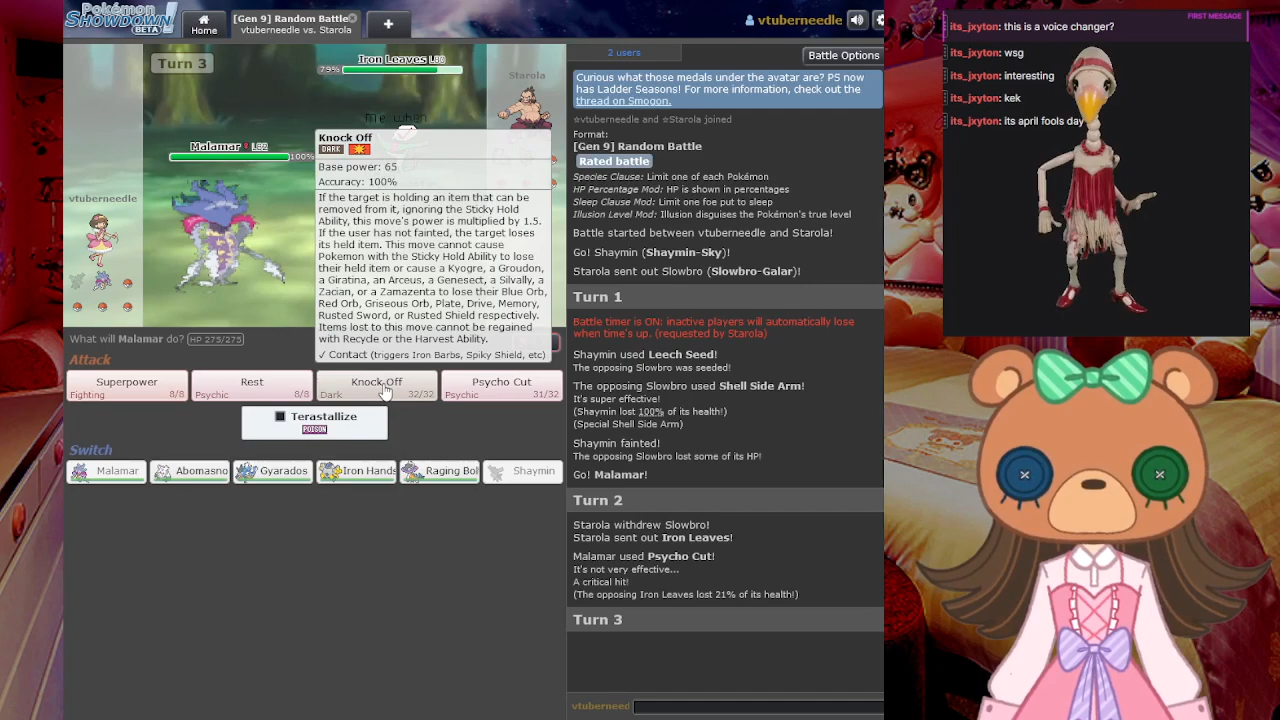 Pokémon
SHOWDOWN!
BETA
Home
[Gen 9] Random Battle
vtuberneedle vs. Starola
+
vtuberneedle
Turn 3
Iron Leaves L80
79%
Starola
me when
Malamar L82
100%
vtuberneedle
Knock Off
DARK
Base power: 65
Accuracy: 100%
If the target is holding an item that can be
removed from it, ignoring the Sticky Hold
Ability, this move's power is multiplied by 1.5.
If the user has not fainted, the target loses
its held item. This move cannot cause
Pokemon with the Sticky Hold Ability to lose
their held item or cause a Kyogre, a Groudon,
a Giratina, an Arceus, a Genesect, a Silvally, a
Zacian, or a Zamazenta to lose their Blue Orb,
Red Orb, Griseous Orb, Plate, Drive, Memory,
Rusted Sword, or Rusted Shield respectively.
Items lost to this move cannot be regained
with Recycle or the Harvest Ability.
✓ Contact (triggers Iron Barbs, Spiky Shield, etc)
What will Malamar do? HP 275/275
Attack
Superpower
Fighting 8/8
Rest
Psychic 8/8
Knock Off
Dark 32/32
Psycho Cut
Psychic 31/32
Terastallize
POISON
Switch
Malamar
Abomasno
Gyarados
Iron Hands
Raging Bol
Shaymin
2 users
Battle Options
Curious what those medals under the avatar are? PS now
has Ladder Seasons! For more information, check out the
thread on Smogon.
☆vtuberneedle and ☆Starola joined
Format:
[Gen 9] Random Battle
Rated battle
Species Clause: Limit one of each Pokémon
HP Percentage Mod: HP is shown in percentages
Sleep Clause Mod: Limit one foe put to sleep
Illusion Level Mod: Illusion disguises the Pokémon's true level
Battle started between vtuberneedle and Starola!
Go! Shaymin (Shaymin-Sky)!
Starola sent out Slowbro (Slowbro-Galar)!
Turn 1
Battle timer is ON: inactive players will automatically lose
when time's up. (requested by Starola)
Shaymin used Leech Seed!
The opposing Slowbro was seeded!
The opposing Slowbro used Shell Side Arm!
It's super effective!
(Shaymin lost 100% of its health!)
(Special Shell Side Arm)
Shaymin fainted!
The opposing Slowbro lost some of its HP!
Go! Malamar!
Turn 2
Starola withdrew Slowbro!
Starola sent out Iron Leaves!
Malamar used Psycho Cut!
It's not very effective...
A critical hit!
(The opposing Iron Leaves lost 21% of its health!)
Turn 3
vtuberneed
FIRST MESSAGE
its_jxyton: this is a voice changer?
its_jxyton: wsg
its_jxyton: interesting
its_jxyton: kek
its_jxyton: its april fools day